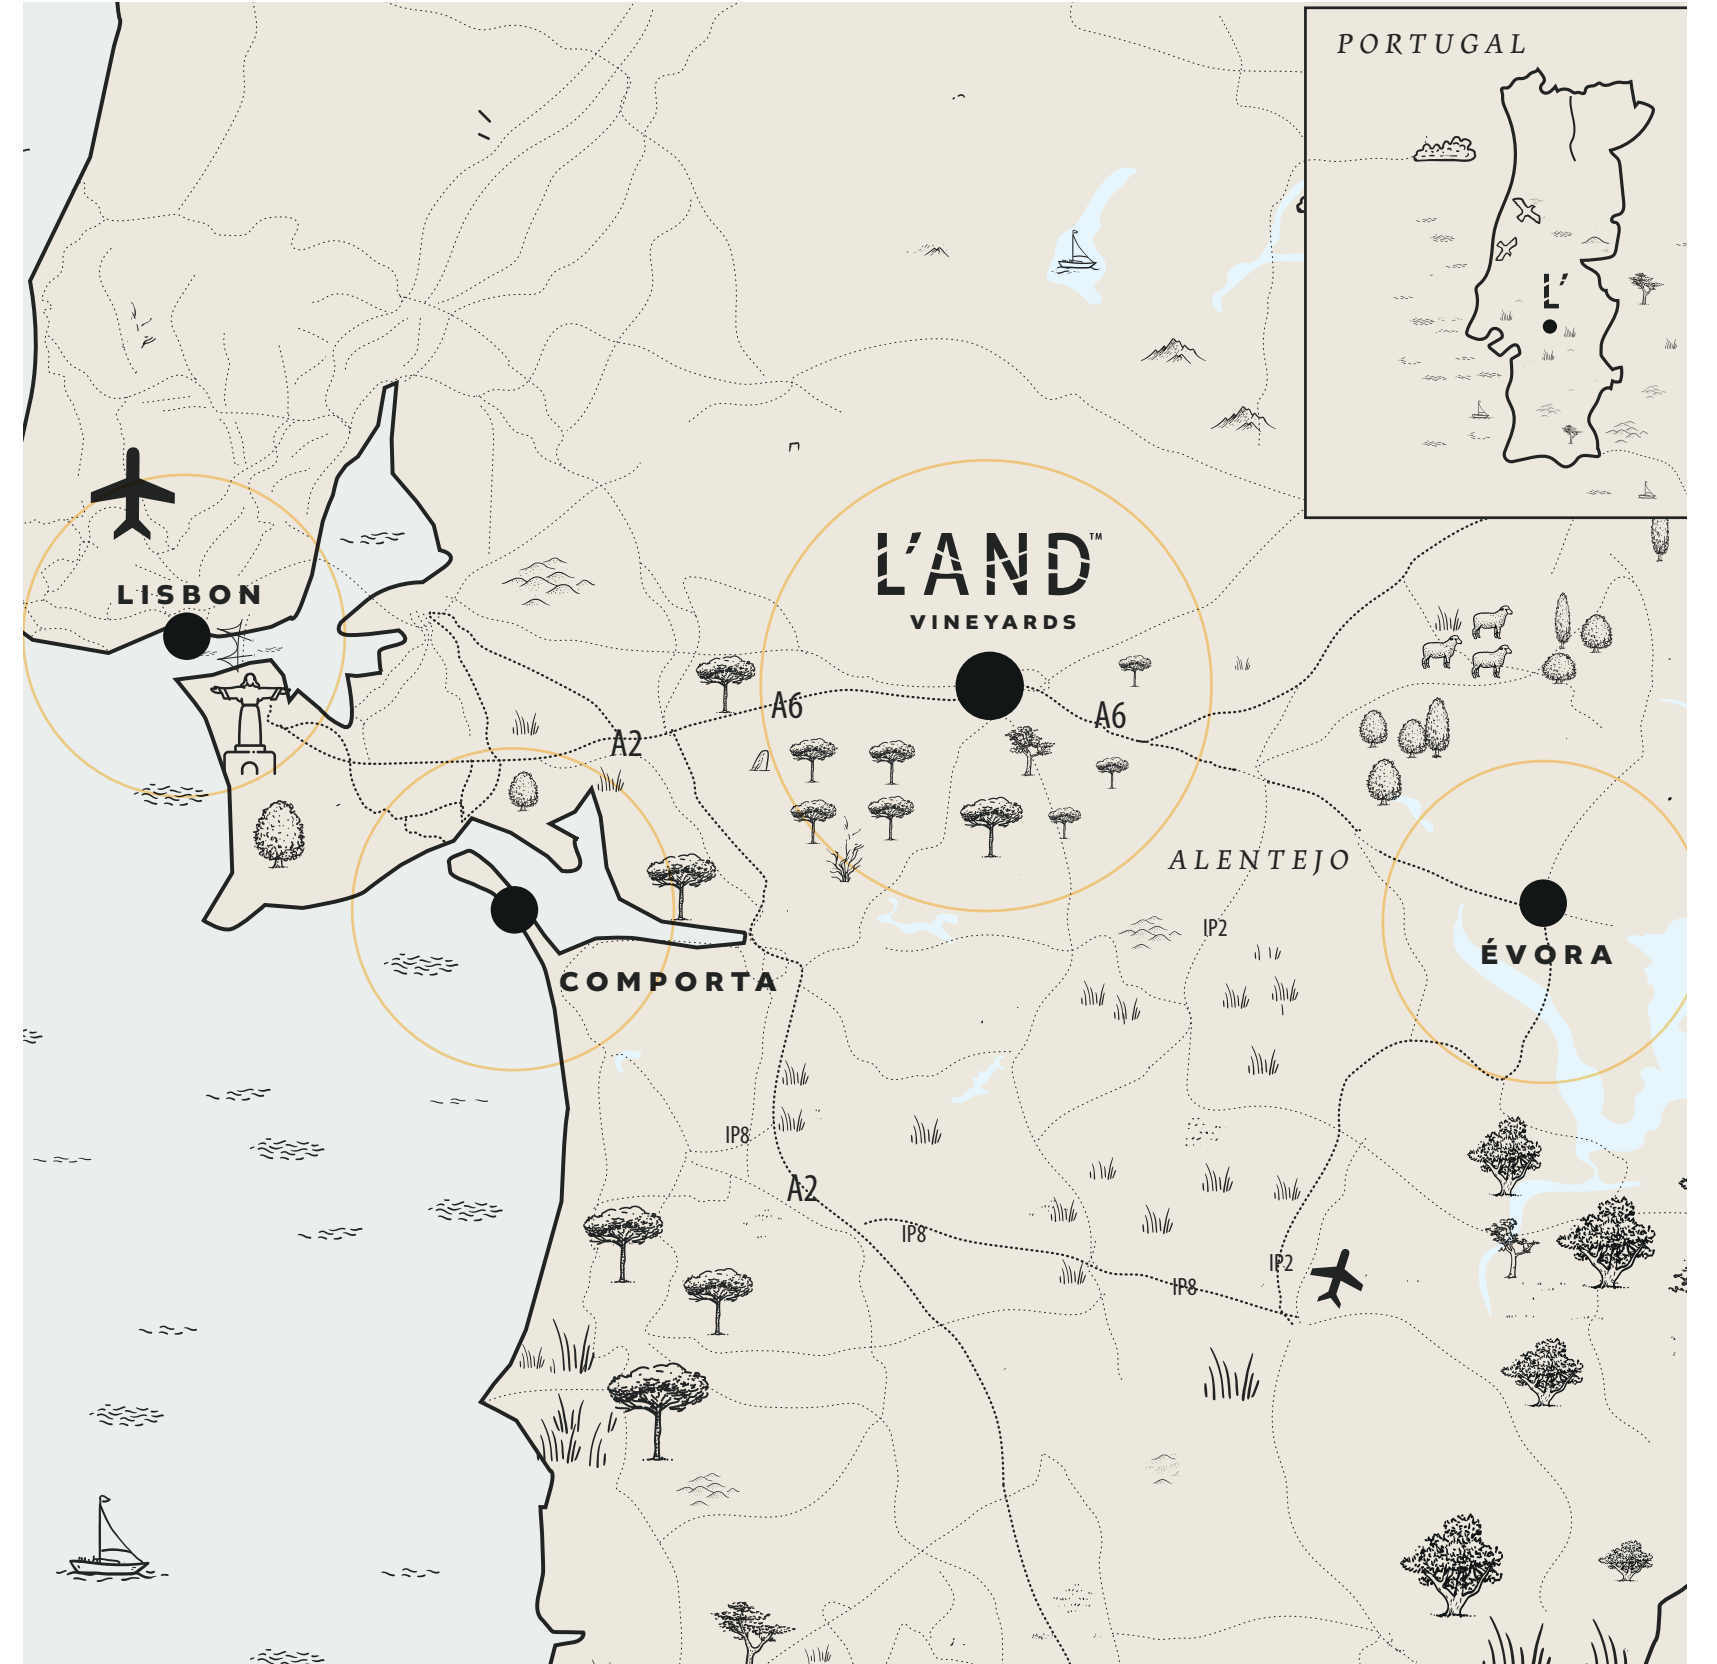 PORTUGAL
L'
L'AND™
VINEYARDS
LISBON
A6
A6
A2
ALENTEJO
IP2
ÉVORA
COMPORTA
IP8
A2
IP8
IP2
IP8